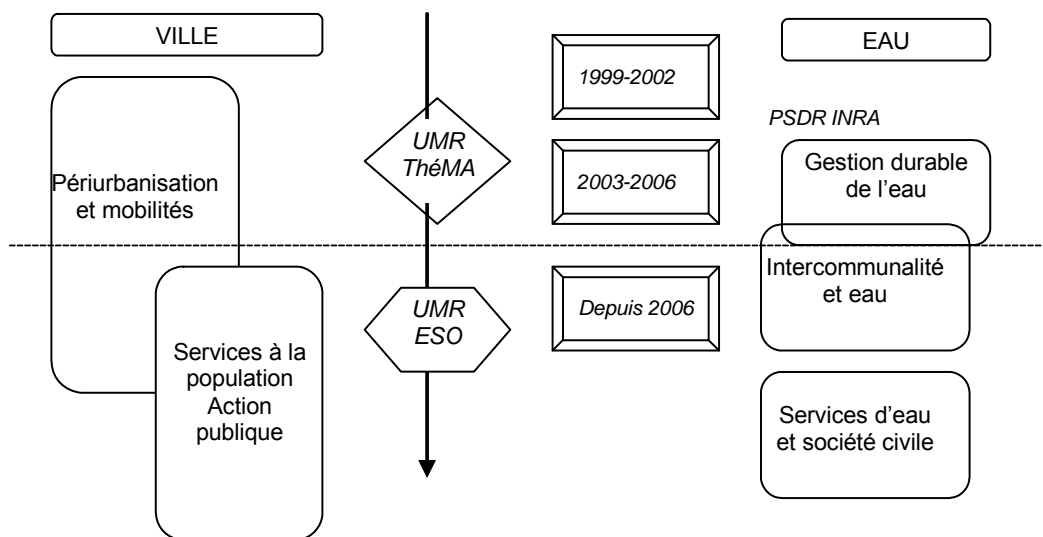 VILLE
Périurbanisation
et mobilités
Services à la
population
Action
publique
UMR
ThéMA
UMR
ESO
1999-2002
2003-2006
Depuis 2006
EAU
PSDR INRA
Gestion durable
de l’eau
Intercommunalité
et eau
Services d’eau
et société civile